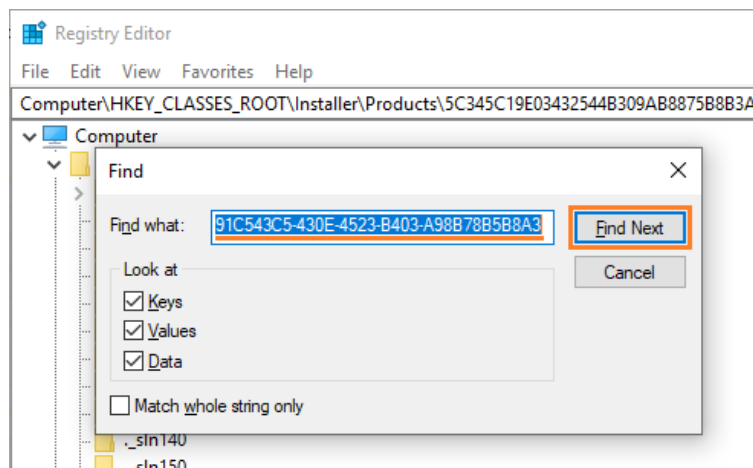 Registry Editor
File Edit View Favorites Help
Computer\HKEY_CLASSES_ROOT\Installer\Products\5C345C19E03432544B309AB8875B8B3A
Computer
Find
Find what: 91C543C5-430E-4523-B403-A98B78B5B8A3 Find Next
Look at Cancel
Keys
Values
Data
Match whole string only
._sln140
._sln150